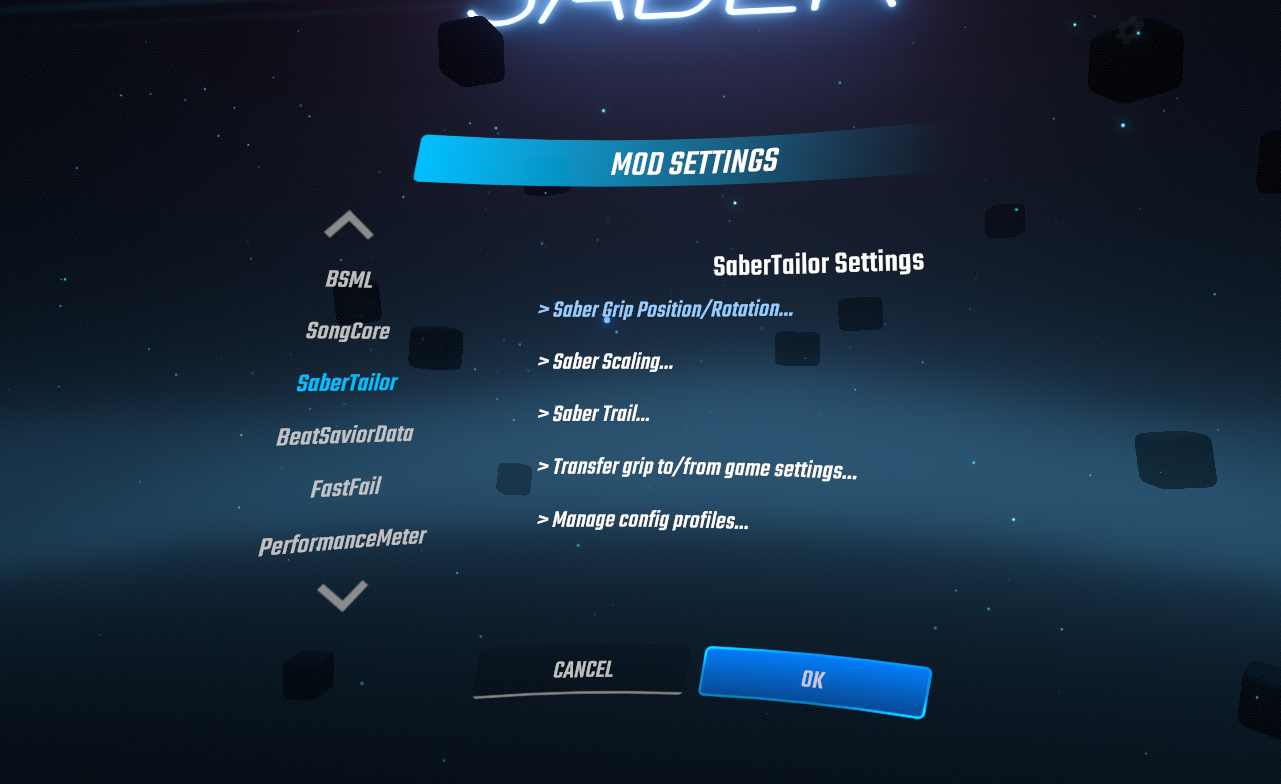 SABER
MOD SETTINGS
BSML
SongCore
SaberTailor
BeatSaviorData
FastFail
PerformanceMeter
SaberTailor Settings
> Saber Grip Position/Rotation...
> Saber Scaling...
> Saber Trail...
> Transfer grip to/from game settings...
> Manage config profiles...
CANCEL
OK